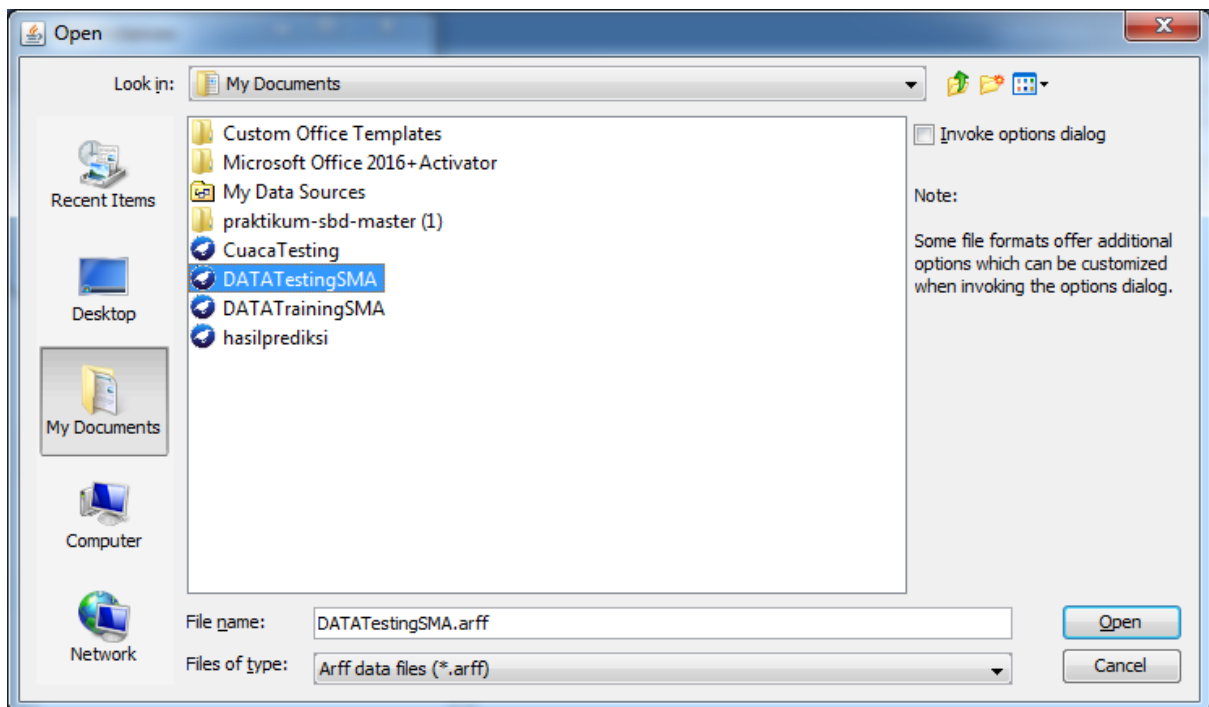 Open
Look in:
My Documents
Recent Items
Desktop
My Documents
Computer
Network
Custom Office Templates
Microsoft Office 2016+Activator
My Data Sources
praktikum-sbd-master (1)
CuacaTesting
DATATestingSMA
DATATrainingSMA
hasilprediksi
Invoke options dialog
Note:
Some file formats offer additional
options which can be customized
when invoking the options dialog.
File name:
DATATestingSMA.arff
Open
Files of type:
Arff data files (*.arff)
Cancel